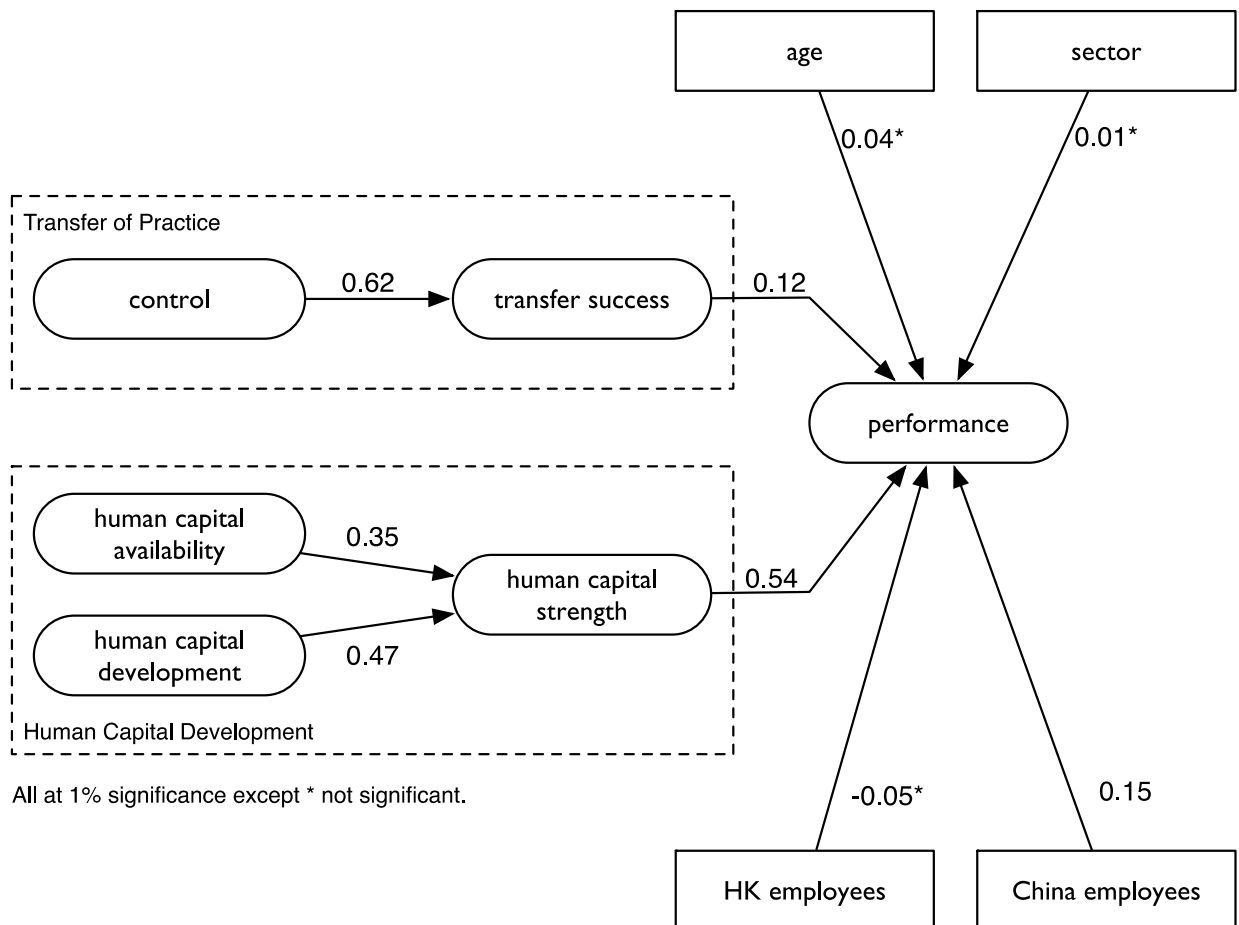 age
sector
0.04*
0.01*
Transfer of Practice
control
0.62
transfer success
0.12
performance
human capital
availability
0.35
human capital
strength
0.54
human capital
development
0.47
Human Capital Development
All at 1% significance except * not significant.
-0.05*
0.15
HK employees
China employees